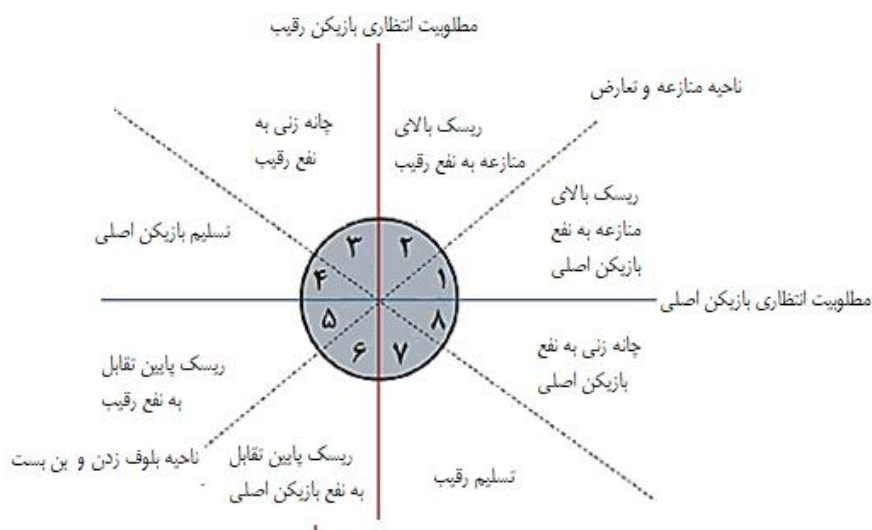 مطلوبیت انتظاری بازیکن رقیب
ناحیه منازعه و تعارض
ریسک بالای
منازعه به نفع رقیب
چانه زنی به
نفع رقیب
ریسک بالای
منازعه به نفع
بازیکن اصلی
تسلیم بازیکن اصلی
۳
۲
۴
۱
مطلوبیت انتظاری بازیکن اصلی
۵
۸
۶
۷
چانه زنی به نفع
بازیکن اصلی
ریسک پایین تقابل
به نفع رقیب
ناحیه بلوف زدن و بن بست
ریسک پایین تقابل
به نفع بازیکن اصلی
تسلیم رقیب